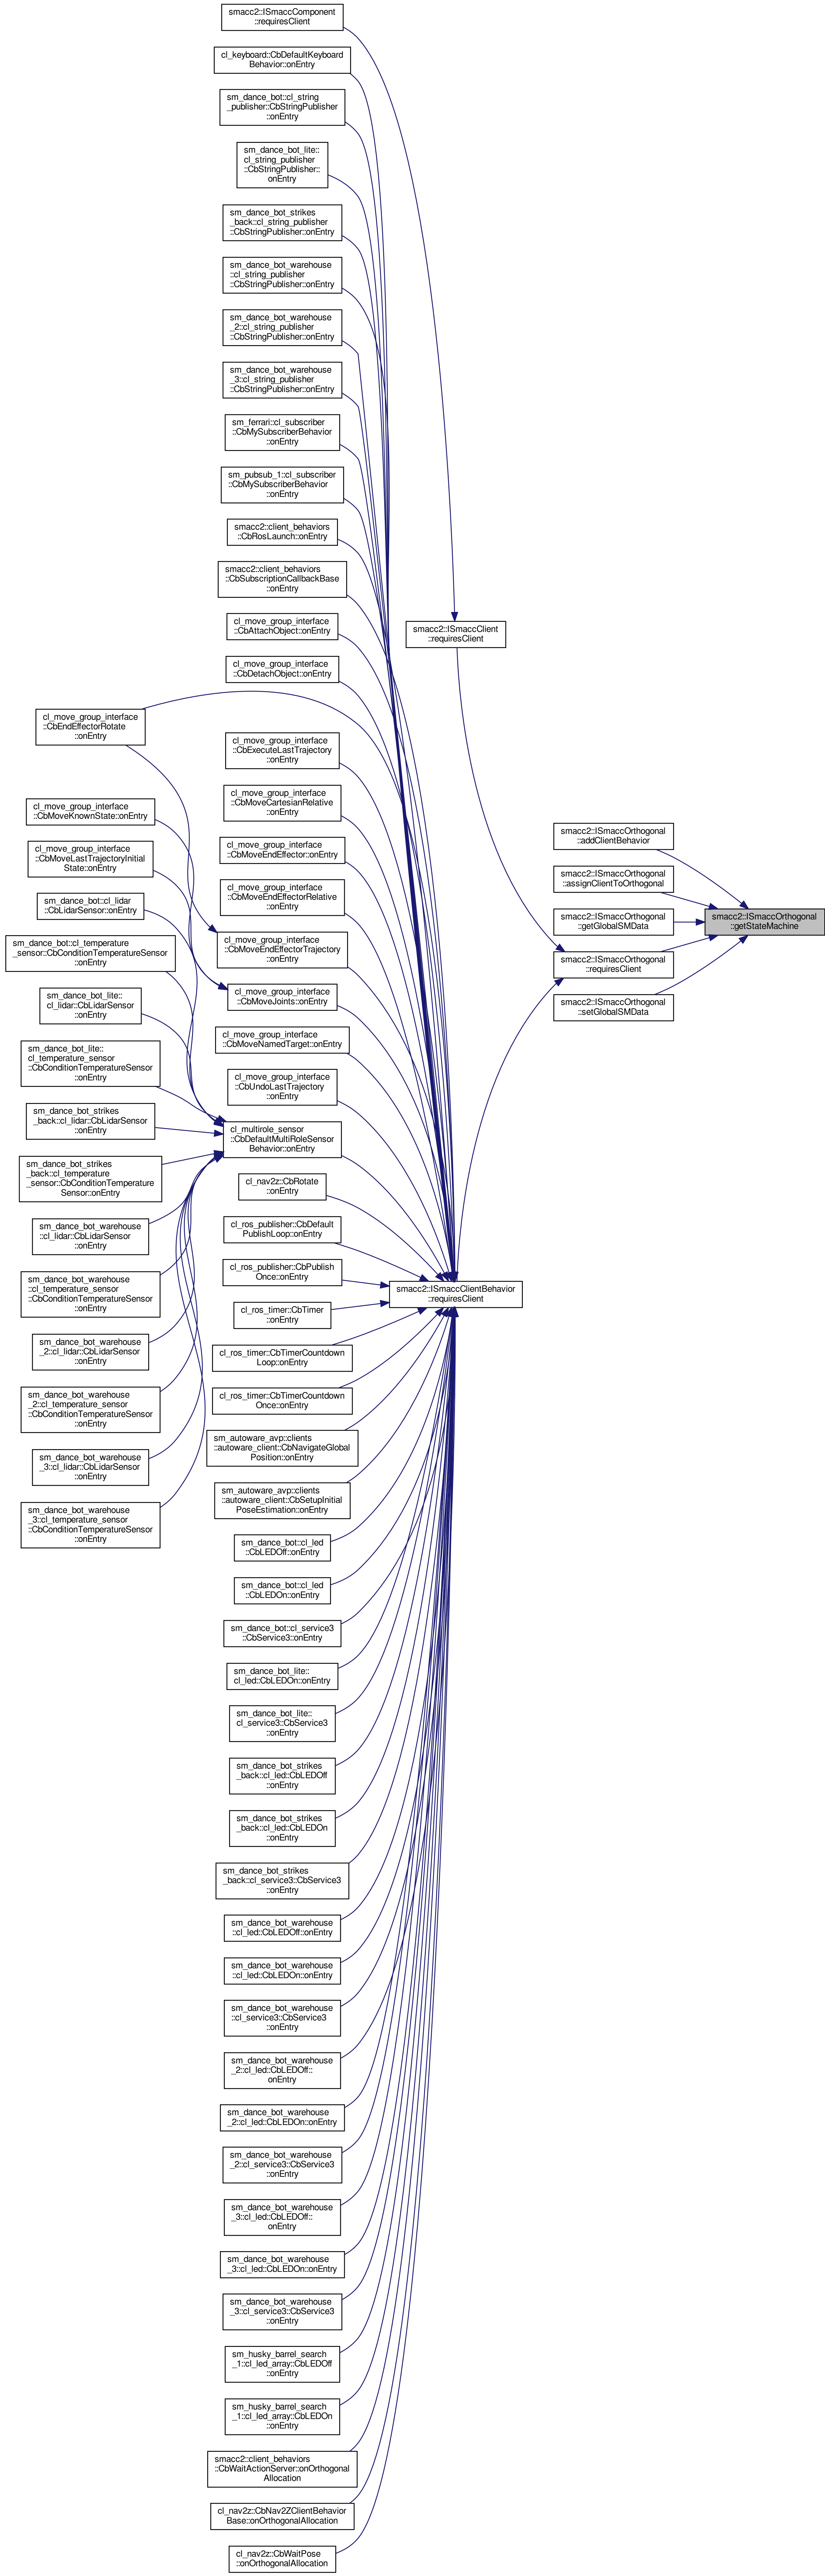 smacc2::ISmaccComponent
::requiresClient
cl_keyboard::CbDefaultKeyboard
Behavior::onEntry
sm_dance_bot::cl_string
_publisher::CbStringPublisher
::onEntry
sm_dance_bot_lite::
cl_string_publisher
::CbStringPublisher::
onEntry
sm_dance_bot_strikes
_back::cl_string_publisher
::CbStringPublisher::onEntry
sm_dance_bot_warehouse
::cl_string_publisher
::CbStringPublisher::onEntry
sm_dance_bot_warehouse
_2::cl_string_publisher
::CbStringPublisher::onEntry
sm_dance_bot_warehouse
_3::cl_string_publisher
::CbStringPublisher::onEntry
sm_ferrari::cl_subscriber
::CbMySubscriberBehavior
::onEntry
sm_pubsub_1::cl_subscriber
::CbMySubscriberBehavior
::onEntry
smacc2::client_behaviors
::CbRosLaunch::onEntry
smacc2::client_behaviors
::CbSubscriptionCallbackBase
::onEntry
cl_move_group_interface
::CbAttachObject::onEntry
cl_move_group_interface
::CbDetachObject::onEntry
cl_move_group_interface
::CbExecuteLastTrajectory
::onEntry
cl_move_group_interface
::CbMoveCartesianRelative
::onEntry
cl_move_group_interface
::CbMoveEndEffector::onEntry
cl_move_group_interface
::CbMoveEndEffectorRelative
::onEntry
cl_move_group_interface
::CbMoveEndEffectorTrajectory
::onEntry
cl_move_group_interface
::CbMoveJoints::onEntry
cl_move_group_interface
::CbMoveNamedTarget::onEntry
cl_move_group_interface
::CbUndoLastTrajectory
::onEntry
cl_multirole_sensor
::CbDefaultMultiRoleSensor
Behavior::onEntry
cl_nav2z::CbRotate
::onEntry
cl_ros_publisher::CbDefault
PublishLoop::onEntry
cl_ros_publisher::CbPublish
Once::onEntry
cl_ros_timer::CbTimer
::onEntry
cl_ros_timer::CbTimerCountdown
Loop::onEntry
cl_ros_timer::CbTimerCountdown
Once::onEntry
sm_autoware_avp::clients
::autoware_client::CbNavigateGlobal
Position::onEntry
sm_autoware_avp::clients
::autoware_client::CbSetupInitial
PoseEstimation::onEntry
sm_dance_bot::cl_led
::CbLEDOff::onEntry
sm_dance_bot::cl_led
::CbLEDOn::onEntry
sm_dance_bot::cl_service3
::CbService3::onEntry
sm_dance_bot_lite::
cl_led::CbLEDOn::onEntry
sm_dance_bot_lite::
cl_service3::CbService3
::onEntry
sm_dance_bot_strikes
_back::cl_led::CbLEDOff
::onEntry
sm_dance_bot_strikes
_back::cl_led::CbLEDOn
::onEntry
sm_dance_bot_strikes
_back::cl_service3::CbService3
::onEntry
sm_dance_bot_warehouse
::cl_led::CbLEDOff::onEntry
sm_dance_bot_warehouse
::cl_led::CbLEDOn::onEntry
sm_dance_bot_warehouse
::cl_service3::CbService3
::onEntry
sm_dance_bot_warehouse
_2::cl_led::CbLEDOff::
onEntry
sm_dance_bot_warehouse
_2::cl_led::CbLEDOn::onEntry
sm_dance_bot_warehouse
_2::cl_service3::CbService3
::onEntry
sm_dance_bot_warehouse
_3::cl_led::CbLEDOff::
onEntry
sm_dance_bot_warehouse
_3::cl_led::CbLEDOn::onEntry
sm_dance_bot_warehouse
_3::cl_service3::CbService3
::onEntry
sm_husky_barrel_search
_1::cl_led_array::CbLEDOff
::onEntry
sm_husky_barrel_search
_1::cl_led_array::CbLEDOn
::onEntry
smacc2::client_behaviors
::CbWaitActionServer::onOrthogonal
Allocation
cl_nav2z::CbNav2ZClientBehavior
Base::onOrthogonalAllocation
cl_nav2z::CbWaitPose
::onOrthogonalAllocation
cl_move_group_interface
::CbEndEffectorRotate
::onEntry
cl_move_group_interface
::CbMoveKnownState::onEntry
cl_move_group_interface
::CbMoveLastTrajectoryInitial
State::onEntry
sm_dance_bot::cl_lidar
::CbLidarSensor::onEntry
sm_dance_bot::cl_temperature
_sensor::CbConditionTemperatureSensor
::onEntry
sm_dance_bot_lite::
cl_lidar::CbLidarSensor
::onEntry
sm_dance_bot_lite::
cl_temperature_sensor
::CbConditionTemperatureSensor
::onEntry
sm_dance_bot_strikes
_back::cl_lidar::CbLidarSensor
::onEntry
sm_dance_bot_strikes
_back::cl_temperature
_sensor::CbConditionTemperature
Sensor::onEntry
sm_dance_bot_warehouse
::cl_lidar::CbLidarSensor
::onEntry
sm_dance_bot_warehouse
::cl_temperature_sensor
::CbConditionTemperatureSensor
::onEntry
sm_dance_bot_warehouse
_2::cl_lidar::CbLidarSensor
::onEntry
sm_dance_bot_warehouse
_2::cl_temperature_sensor
::CbConditionTemperatureSensor
::onEntry
sm_dance_bot_warehouse
_3::cl_lidar::CbLidarSensor
::onEntry
sm_dance_bot_warehouse
_3::cl_temperature_sensor
::CbConditionTemperatureSensor
::onEntry
smacc2::ISmaccClient
::requiresClient
smacc2::ISmaccClientBehavior
::requiresClient
smacc2::ISmaccOrthogonal
::addClientBehavior
smacc2::ISmaccOrthogonal
::assignClientToOrthogonal
smacc2::ISmaccOrthogonal
::getGlobalSMData
smacc2::ISmaccOrthogonal
::requiresClient
smacc2::ISmaccOrthogonal
::setGlobalSMData
smacc2::ISmaccOrthogonal
::getStateMachine